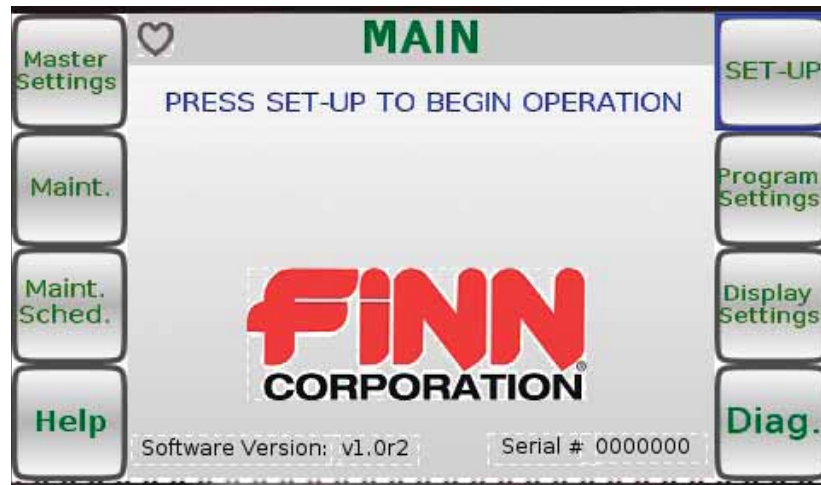 MAIN
PRESS SET-UP TO BEGIN OPERATION
Master
Settings
Maint.
Maint.
Sched.
Help
SET-UP
Program
Settings
Display
Settings
Diag.
FINN®
CORPORATION
Software Version: v1.0r2
Serial # 0000000